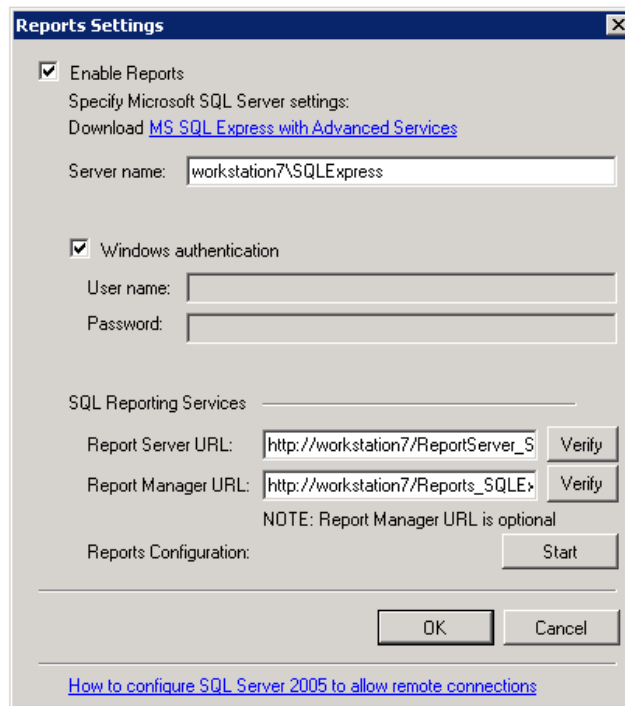 Reports Settings
Enable Reports
Specify Microsoft SQL Server settings:
Download MS SQL Express with Advanced Services
Server name: workstation7\SQLExpress
Windows authentication
User name:
Password:
SQL Reporting Services
Report Server URL: http://workstation7/ReportServer_S Verify
Report Manager URL: http://workstation7/Reports_SQLEx Verify
NOTE: Report Manager URL is optional
Reports Configuration: Start
OK Cancel
How to configure SQL Server 2005 to allow remote connections